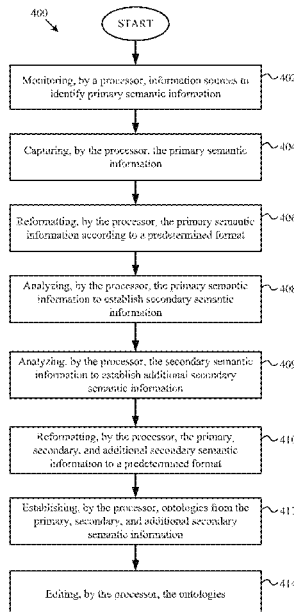 400
START
Monitoring, by a processor, information sources to
identify primary semantic information
402
Capturing, by the processor, the primary semantic
information
404
Reformatting, by the processor, the primary semantic
information according to a predetermined format
406
Analyzing, by the processor, the primary semantic
information to establish secondary semantic
information
408
Analyzing, by the processor, the secondary semantic
information to establish additional secondary
semantic information
409
Reformatting, by the processor, the primary,
secondary, and additional secondary semantic
information to a predetermined format
410
Establishing, by the processor, ontologies from the
primary, secondary, and additional secondary
semantic information
Editing, by the processor, the ontologies
414